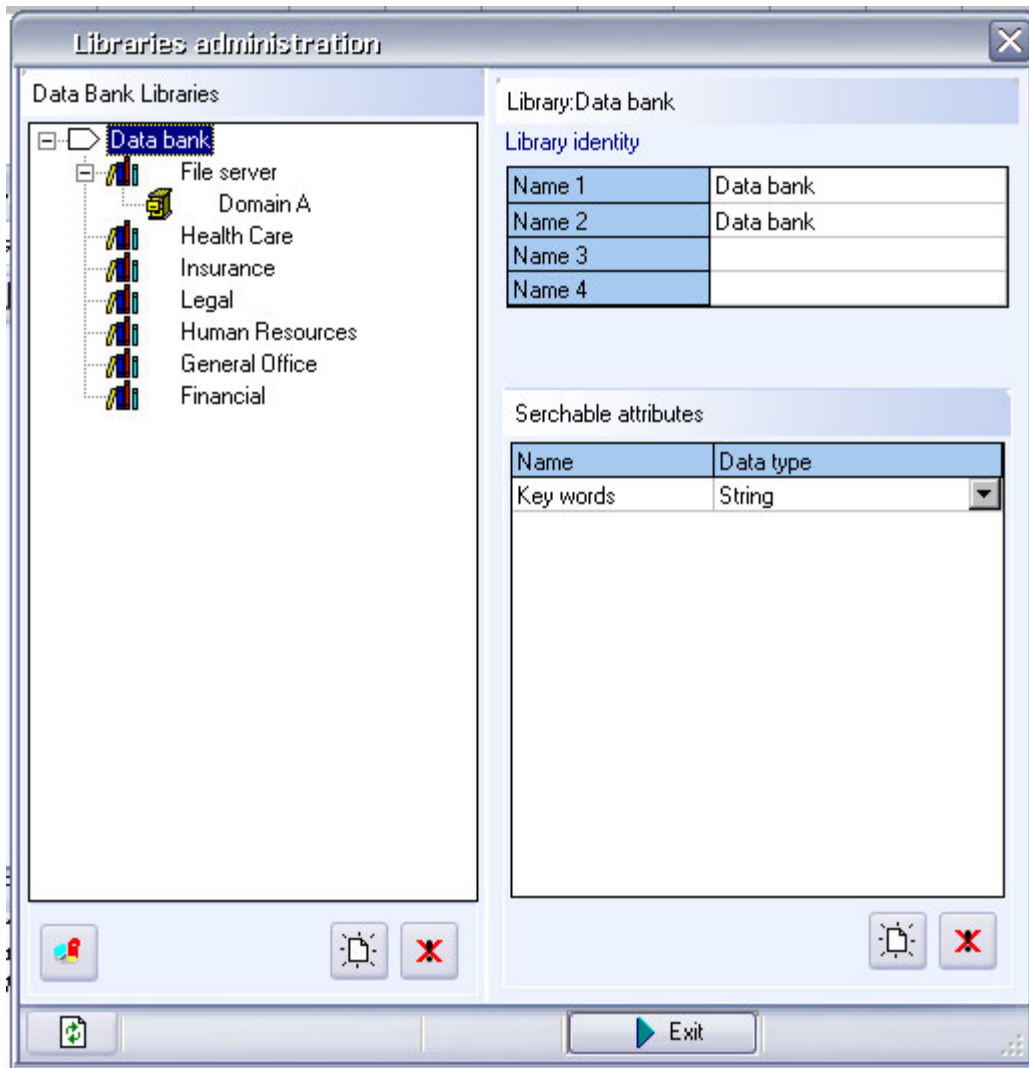 Libraries administration
Data Bank Libraries
Data bank
File server
Domain A
Health Care
Insurance
Legal
Human Resources
General Office
Financial
Library:Data bank
Library identity
Name 1 Data bank
Name 2 Data bank
Name 3
Name 4
Serchable attributes
Name Data type
Key words String
Exit